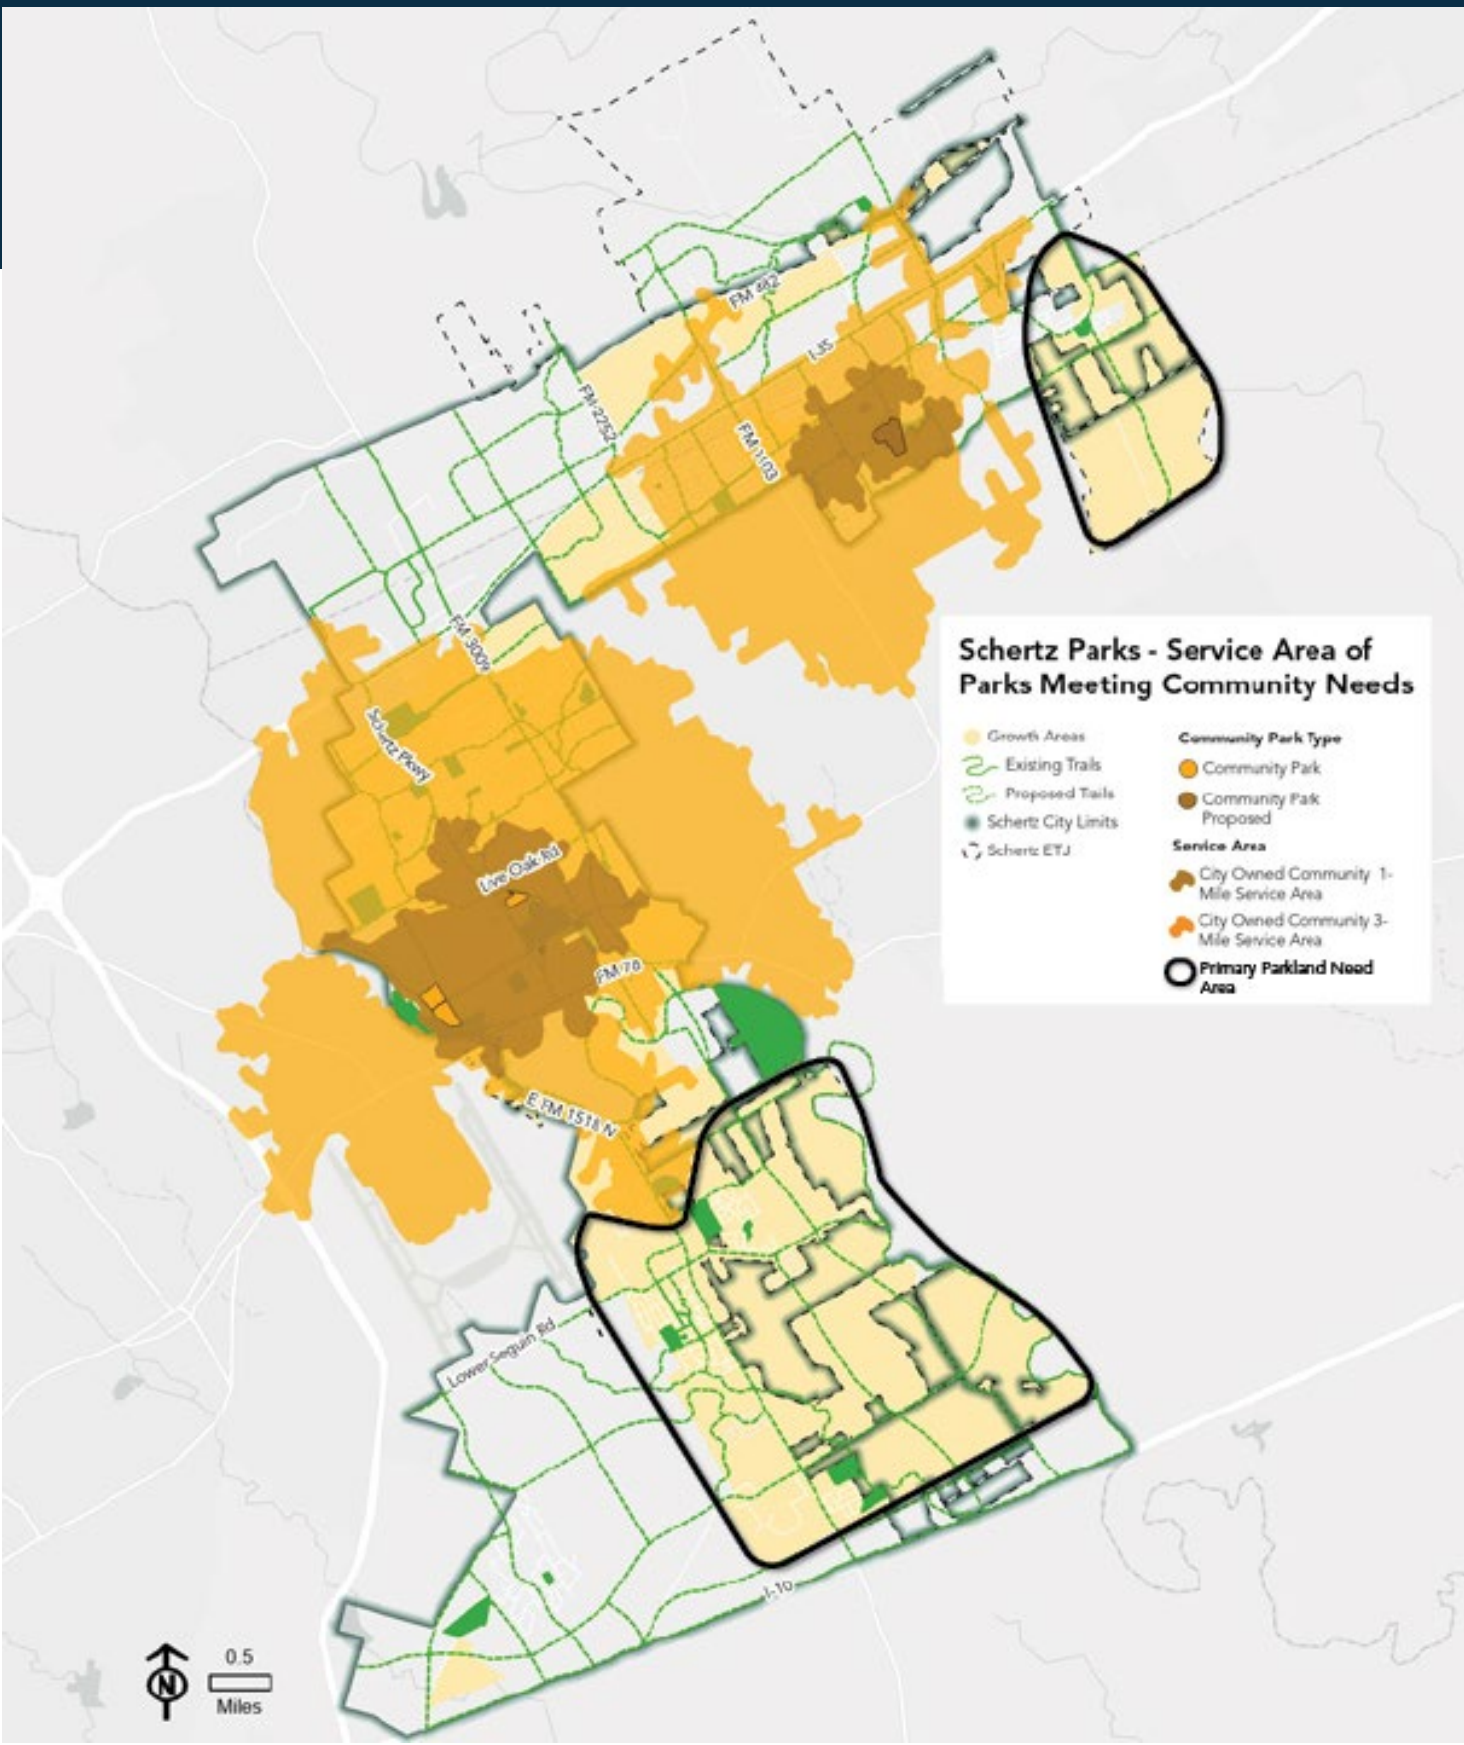 FM 482
I-35
FM 2252
FM 1103
FM 3009
Schertz Pkwy
Live Oak Rd
FM 78
E FM 1518 N
Lower Seguin Rd
I-10
Schertz Parks - Service Area of
Parks Meeting Community Needs
Growth Areas
Existing Trails
Proposed Trails
Schertz City Limits
Schertz ETJ
Community Park Type
Community Park
Community Park
Proposed
Service Area
City Owned Community 1-
Mile Service Area
City Owned Community 3-
Mile Service Area
Primary Parkland Need
Area
N
0.5
Miles